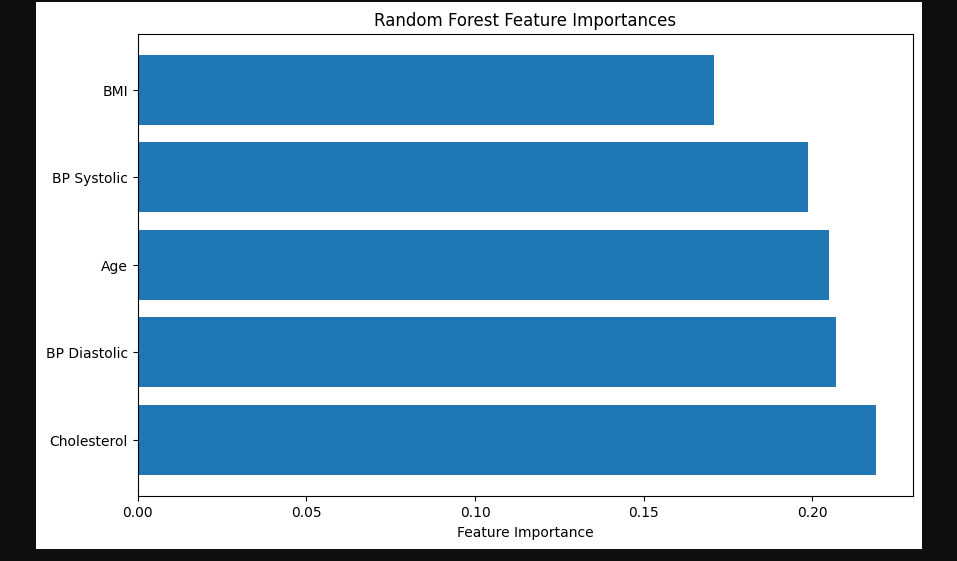 Random Forest Feature Importances
BMI
BP Systolic
Age
BP Diastolic
Cholesterol
0.00 0.05 0.10 0.15 0.20
Feature Importance